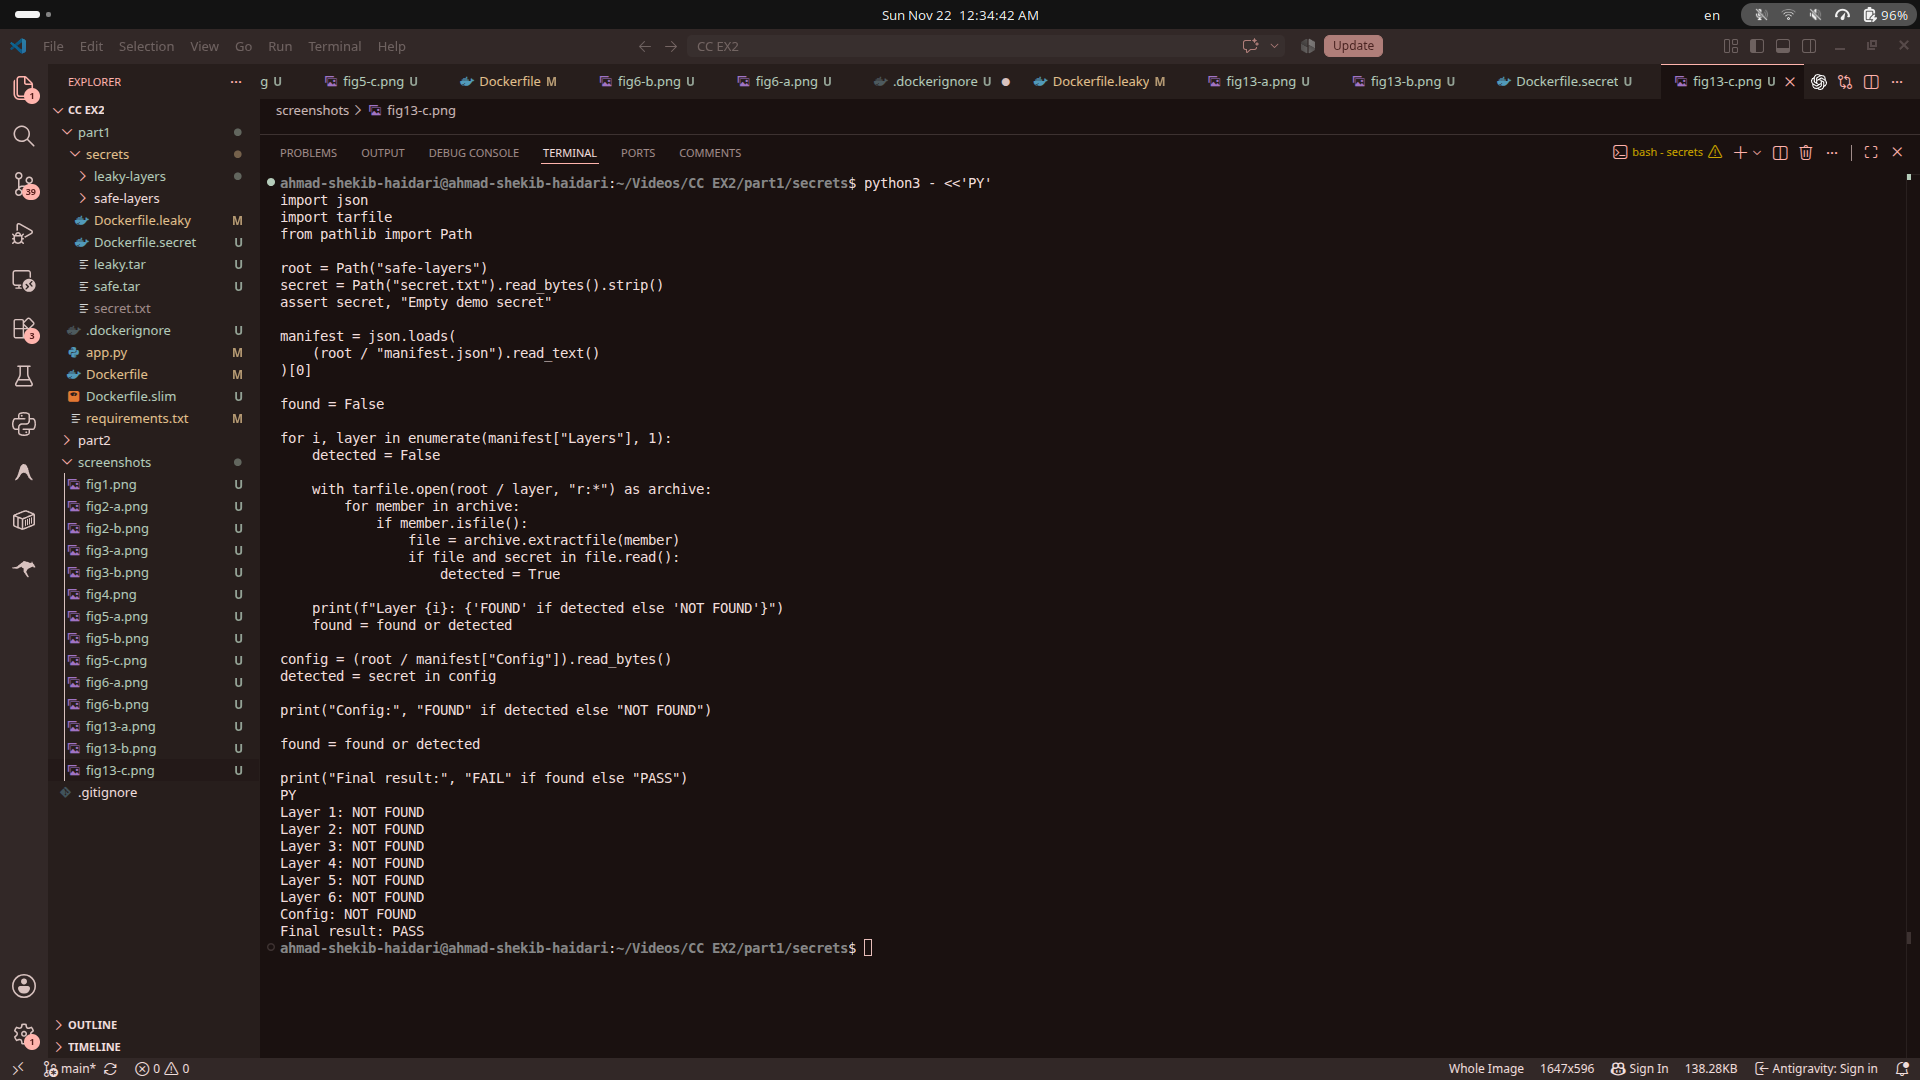 Sun Nov 22 12:34:42 AM
en
96%
File Edit Selection View Go Run Terminal Help
CC EX2
Update
EXPLORER
g U
fig5-c.png U
Dockerfile M
fig6-b.png U
fig6-a.png U
.dockerignore U
Dockerfile.leaky M
fig13-a.png U
fig13-b.png U
Dockerfile.secret U
fig13-c.png U
screenshots > fig13-c.png
1
39
3
1
CC EX2
part1
secrets
leaky-layers
safe-layers
Dockerfile.leaky M
Dockerfile.secret U
leaky.tar U
safe.tar U
secret.txt
.dockerignore U
app.py M
Dockerfile M
Dockerfile.slim U
requirements.txt M
part2
screenshots
fig1.png U
fig2-a.png U
fig2-b.png U
fig3-a.png U
fig3-b.png U
fig4.png U
fig5-a.png U
fig5-b.png U
fig5-c.png U
fig6-a.png U
fig6-b.png U
fig13-a.png U
fig13-b.png U
fig13-c.png U
.gitignore
OUTLINE
TIMELINE
PROBLEMS OUTPUT DEBUG CONSOLE TERMINAL PORTS COMMENTS
bash - secrets
ahmad-shekib-haidari@ahmad-shekib-haidari:~/Videos/CC EX2/part1/secrets$ python3 - <<'PY'
import json
import tarfile
from pathlib import Path
root = Path("safe-layers")
secret = Path("secret.txt").read_bytes().strip()
assert secret, "Empty demo secret"
manifest = json.loads(
    (root / "manifest.json").read_text()
)[0]
found = False
for i, layer in enumerate(manifest["Layers"], 1):
    detected = False
    with tarfile.open(root / layer, "r:*") as archive:
        for member in archive:
            if member.isfile():
                file = archive.extractfile(member)
                if file and secret in file.read():
                    detected = True
    print(f"Layer {i}: {'FOUND' if detected else 'NOT FOUND'}")
    found = found or detected
config = (root / manifest["Config"]).read_bytes()
detected = secret in config
print("Config:", "FOUND" if detected else "NOT FOUND")
found = found or detected
print("Final result:", "FAIL" if found else "PASS")
PY
Layer 1: NOT FOUND
Layer 2: NOT FOUND
Layer 3: NOT FOUND
Layer 4: NOT FOUND
Layer 5: NOT FOUND
Layer 6: NOT FOUND
Config: NOT FOUND
Final result: PASS
ahmad-shekib-haidari@ahmad-shekib-haidari:~/Videos/CC EX2/part1/secrets$
main* 0 0
Whole Image 1647x596 Sign In 138.28KB Antigravity: Sign in